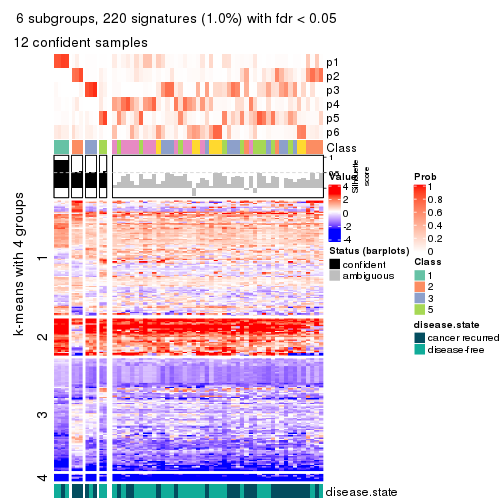 6 subgroups, 220 signatures (1.0%) with fdr < 0.05
12 confident samples
p1
p2
p3
p4
p5
p6
Class
1
Silhouette
score
Value
4
2
0
-2
-4
Status (barplots)
confident
ambiguous
Prob
1
0.8
0.6
0.4
0.2
0
Class
1
2
3
5
disease.state
cancer recurred
disease-free
k-means with 4 groups
1
2
3
4
disease.state